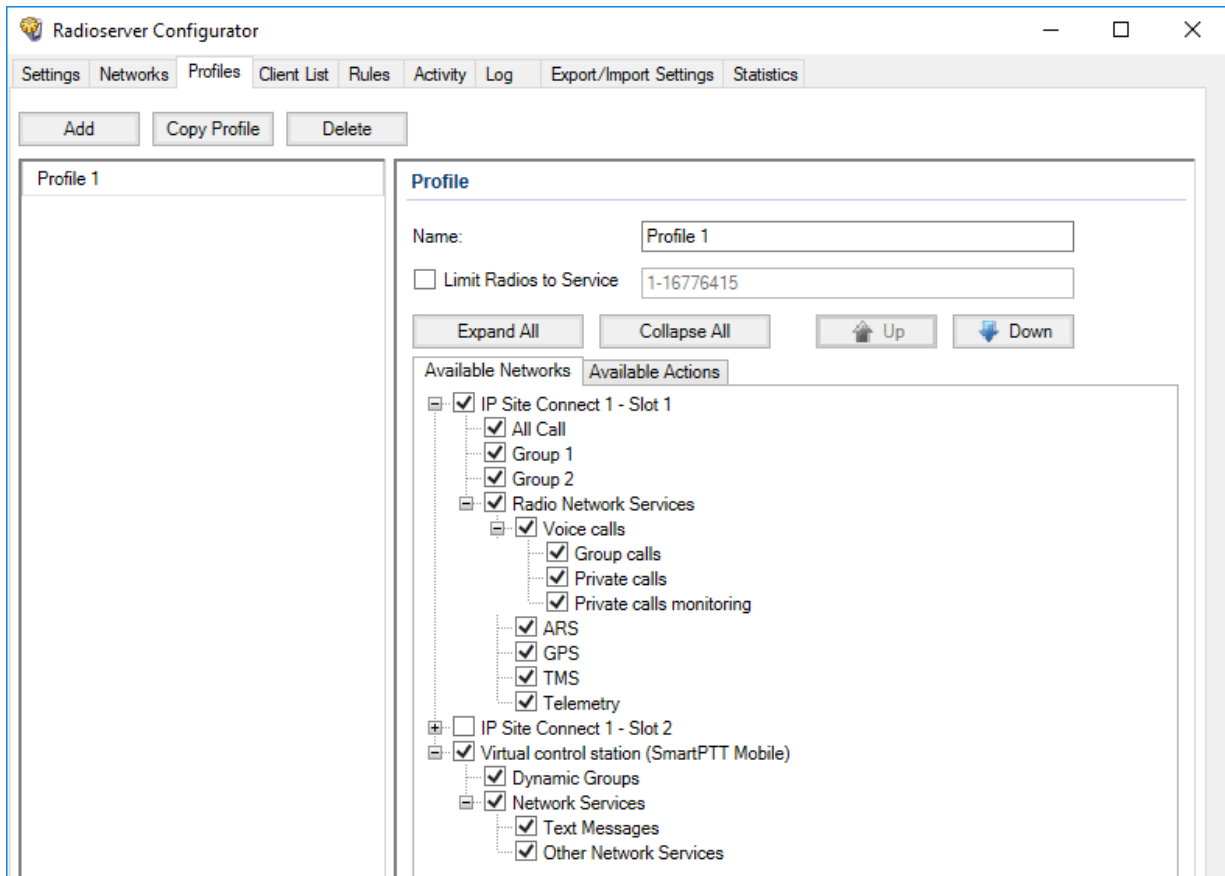 Radioserver Configurator
Settings Networks Profiles Client List Rules Activity Log Export/Import Settings Statistics
Add Copy Profile Delete
Profile 1
Profile
Name: Profile 1
Limit Radios to Service 1-16776415
Expand All Collapse All Up Down
Available Networks Available Actions
IP Site Connect 1 - Slot 1
All Call
Group 1
Group 2
Radio Network Services
Voice calls
Group calls
Private calls
Private calls monitoring
ARS
GPS
TMS
Telemetry
IP Site Connect 1 - Slot 2
Virtual control station (SmartPTT Mobile)
Dynamic Groups
Network Services
Text Messages
Other Network Services